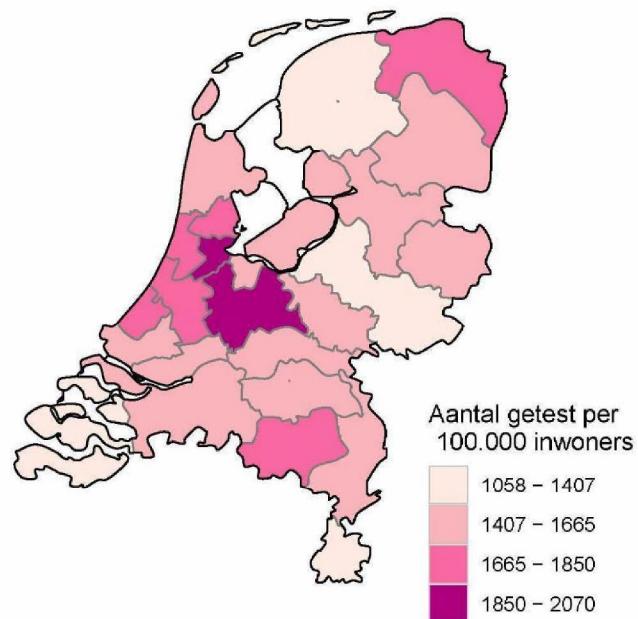 Aantal getest per
100.000 inwoners
1058 – 1407
1407 – 1665
1665 – 1850
1850 – 2070